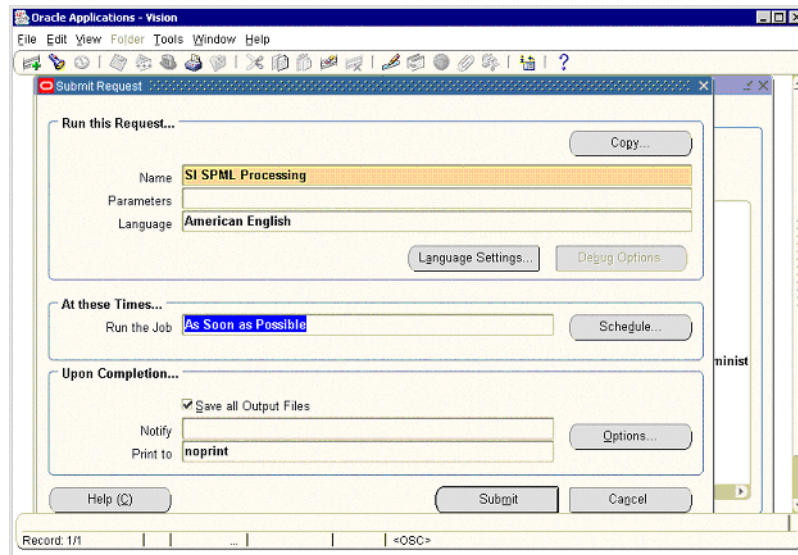 Oracle Applications - Vision
File Edit View Folder Tools Window Help
Submit Request
Run this Request...
Copy...
Name SI SPML Processing
Parameters
Language American English
Language Settings... Debug Options
At these Times...
Run the Job As Soon as Possible Schedule...
minist
Upon Completion...
Save all Output Files
Notify
Options...
Print to noprint
Help (C) Submit Cancel
Record: 1/1 ... <OSC>